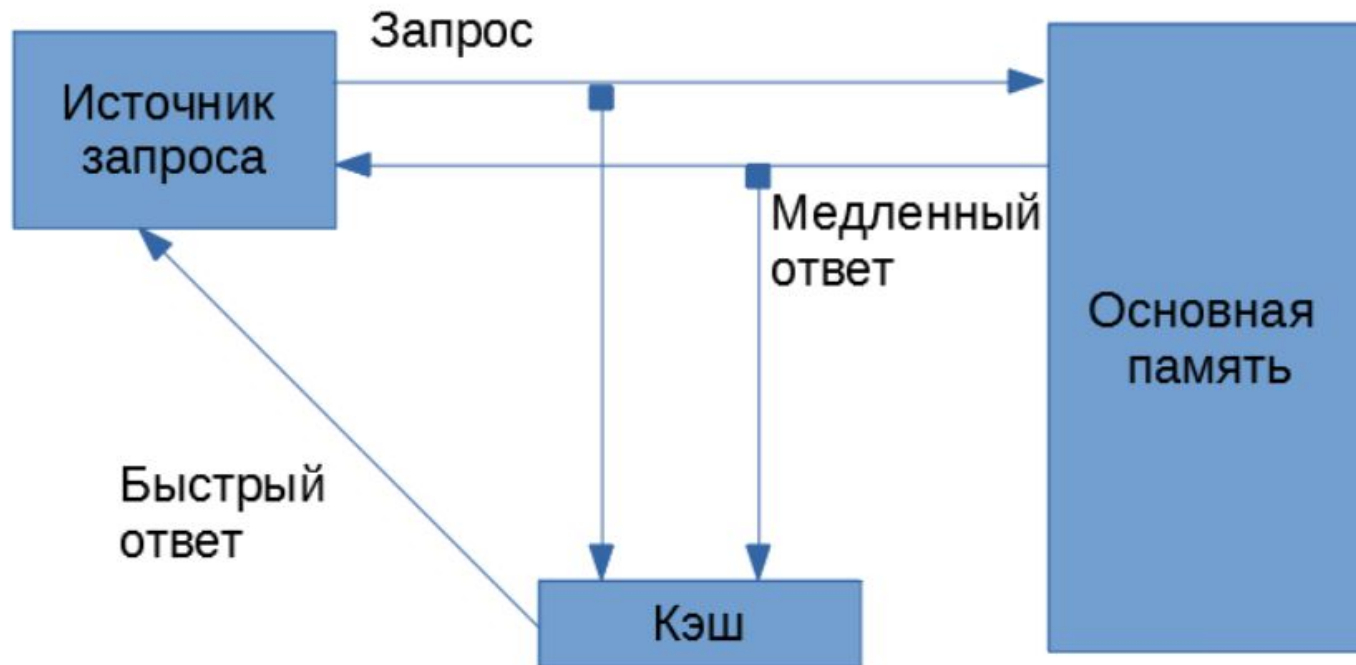 Запрос
Источник
запроса
Медленный
ответ
Основная
память
Быстрый
ответ
Кэш